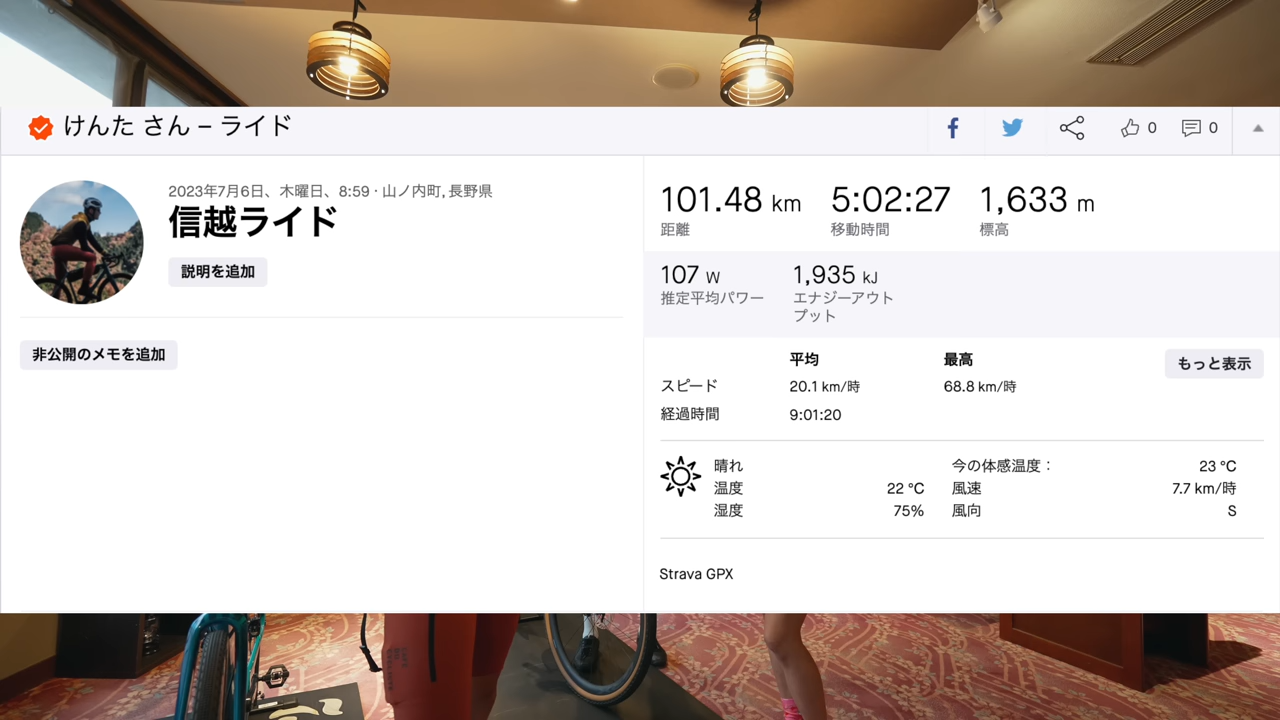 けんた さん – ライド
0
0
2023年7月6日、木曜日、8:59 · 山ノ内町, 長野県
信越ライド
説明を追加
非公開のメモを追加
101.48 km
5:02:27
1,633 m
距離
移動時間
標高
107 W
1,935 kJ
推定平均パワー
エナジーアウト
プット
平均
最高
もっと表示
スピード
20.1 km/時
68.8 km/時
経過時間
9:01:20
晴れ
今の体感温度：
23 °C
温度
22 °C
風速
7.7 km/時
湿度
75%
風向
S
Strava GPX